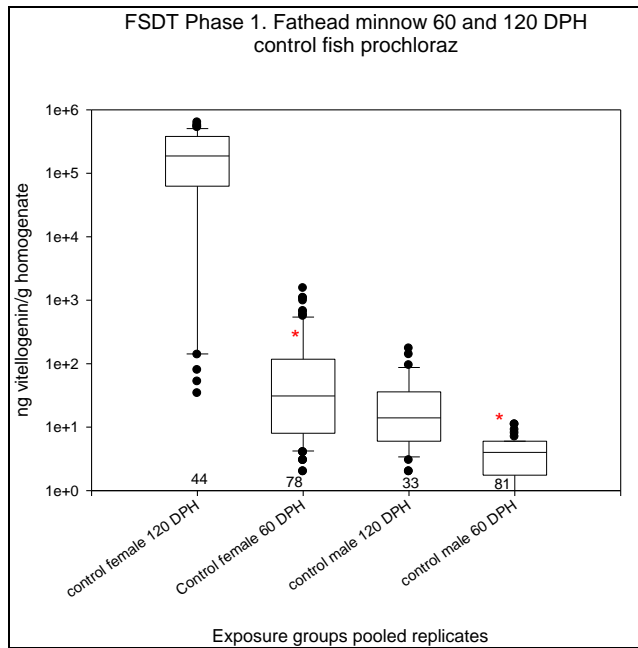 FSDT Phase 1. Fathead minnow 60 and 120 DPH
control fish prochloraz
ng vitellogenin/g homogenate
1e+6
1e+5
1e+4
1e+3
1e+2
1e+1
1e+0
*
*
44
78
33
81
control female 120 DPH
Control female 60 DPH
control male 120 DPH
control male 60 DPH
Exposure groups pooled replicates